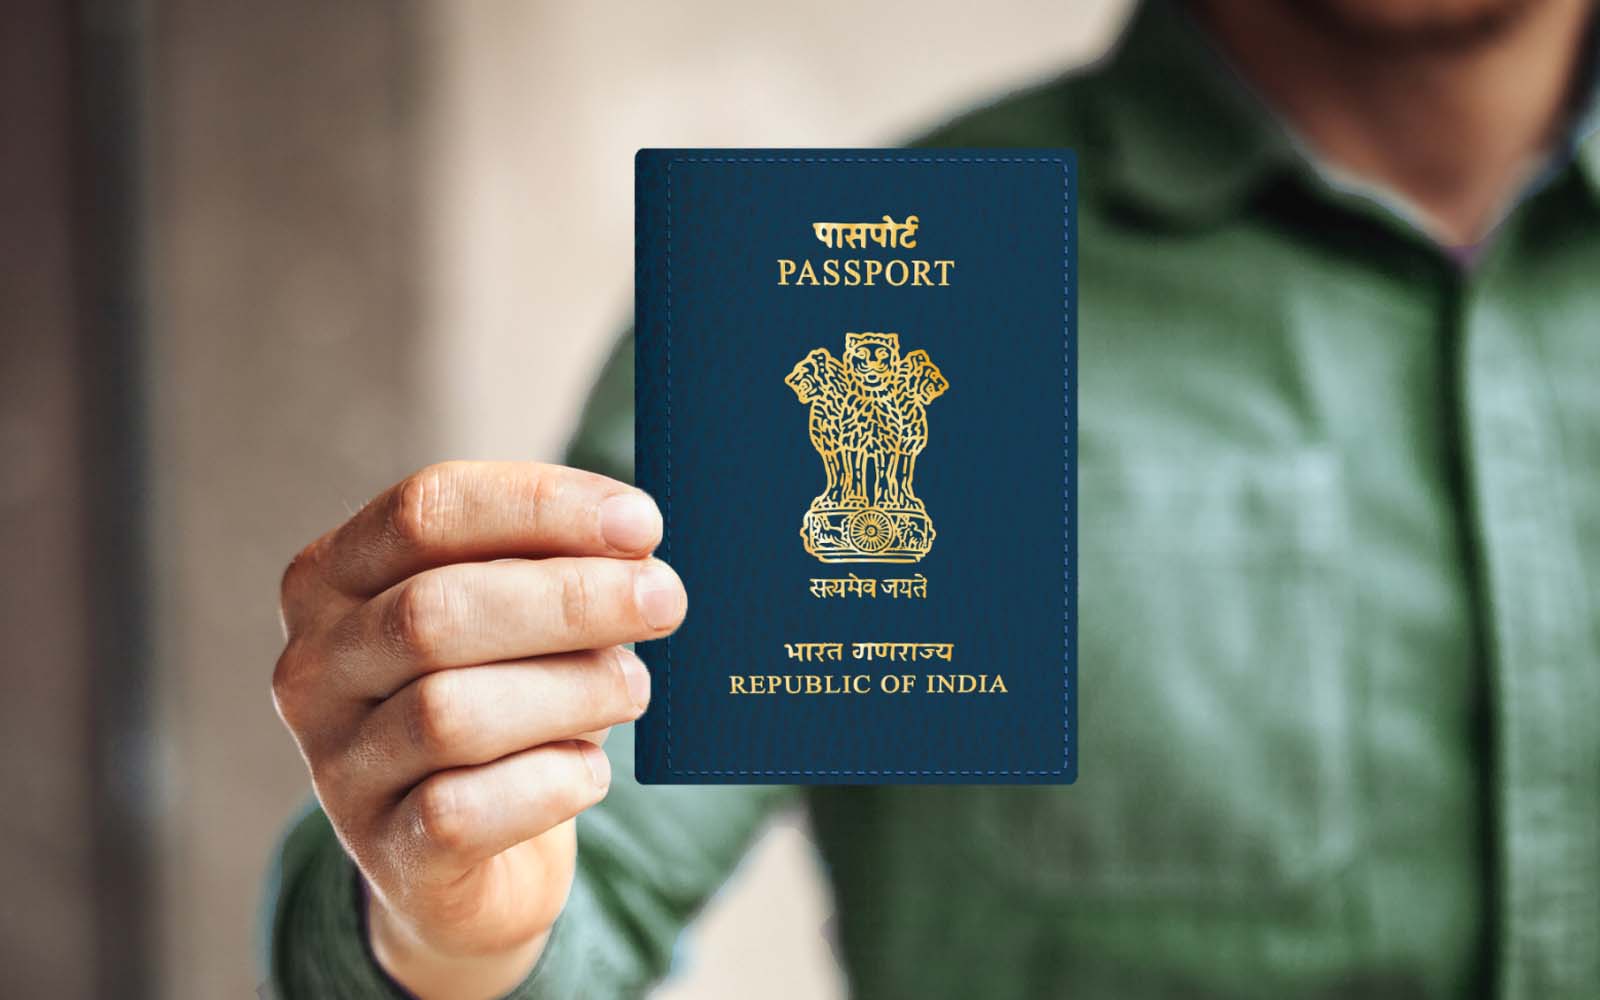 पासपोर्ट
PASSPORT
सत्यमेव जयते
भारत गणराज्य
REPUBLIC OF INDIA